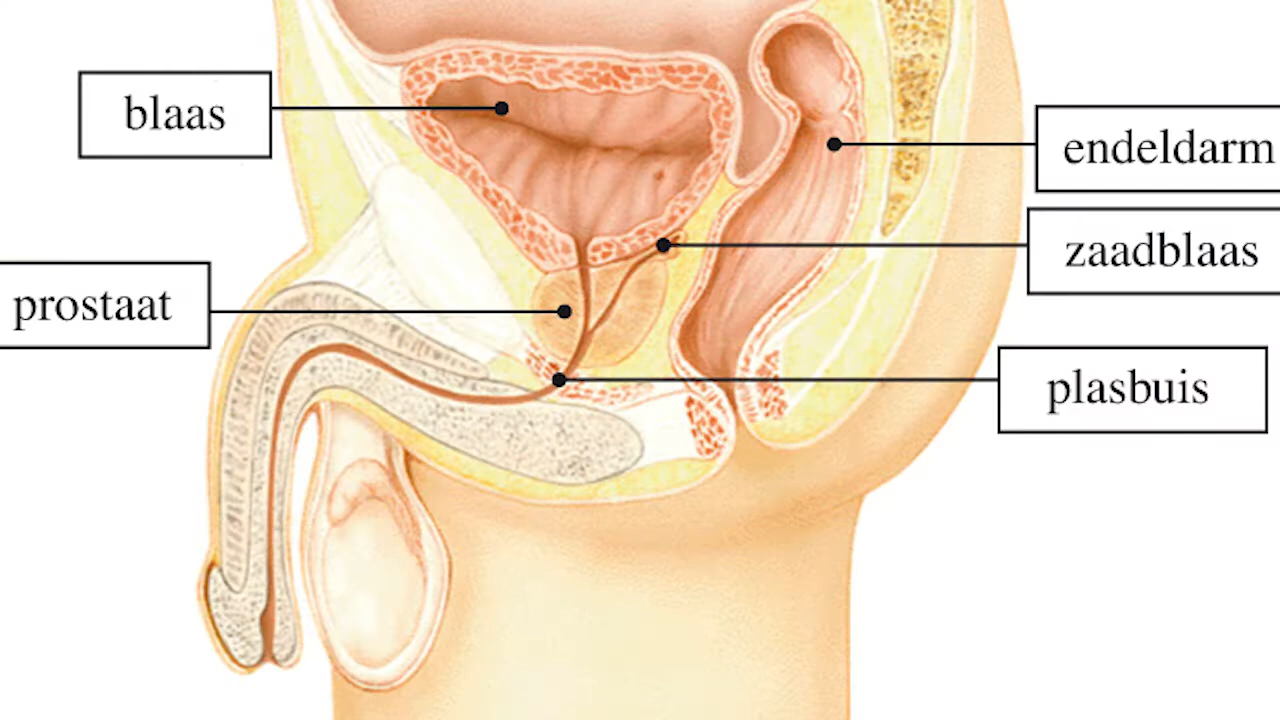 blaas
endeldarm
zaadblaas
prostaat
plasbuis